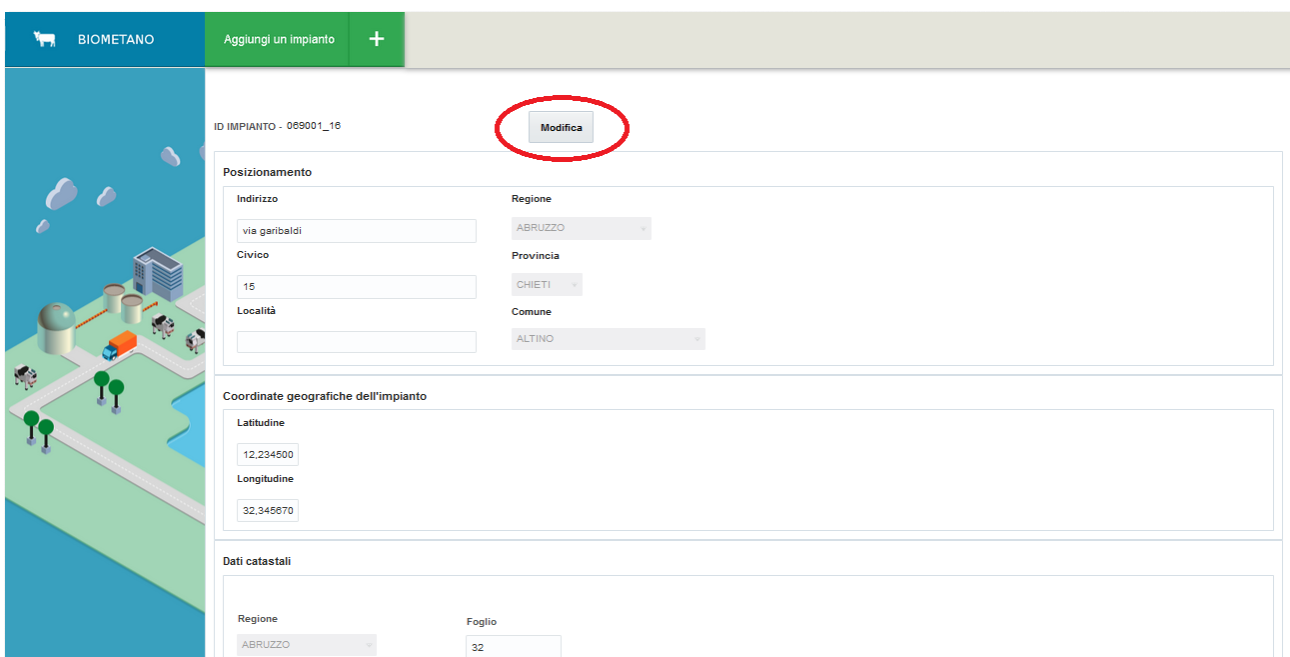 BIOMETANO
Aggiungi un impianto +
ID IMPIANTO - 069001_16
Modifica
Posizionamento
Indirizzo
Regione
via garibaldi
ABRUZZO
Civico
Provincia
15
CHIETI
Località
Comune
ALTINO
Coordinate geografiche dell'impianto
Latitudine
12,234500
Longitudine
32,345670
Dati catastali
Regione
Foglio
ABRUZZO
32